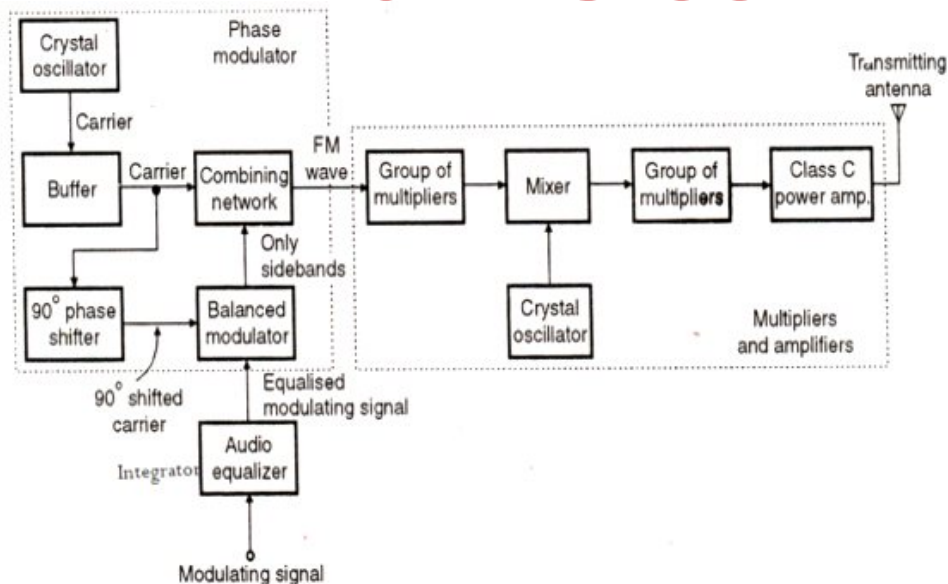 Phase
modulator
Crystal
oscillator
Carrier
Buffer
Carrier
Combining
network
FM
wave
Group of
multipliers
Mixer
Group of
multipliers
Class C
power amp.
Transmitting
antenna
Only
sidebands
90° phase
shifter
Balanced
modulator
Crystal
oscillator
Multipliers
and amplifiers
90° shifted
carrier
Equalised
modulating signal
Integrator
Audio
equalizer
Modulating signal